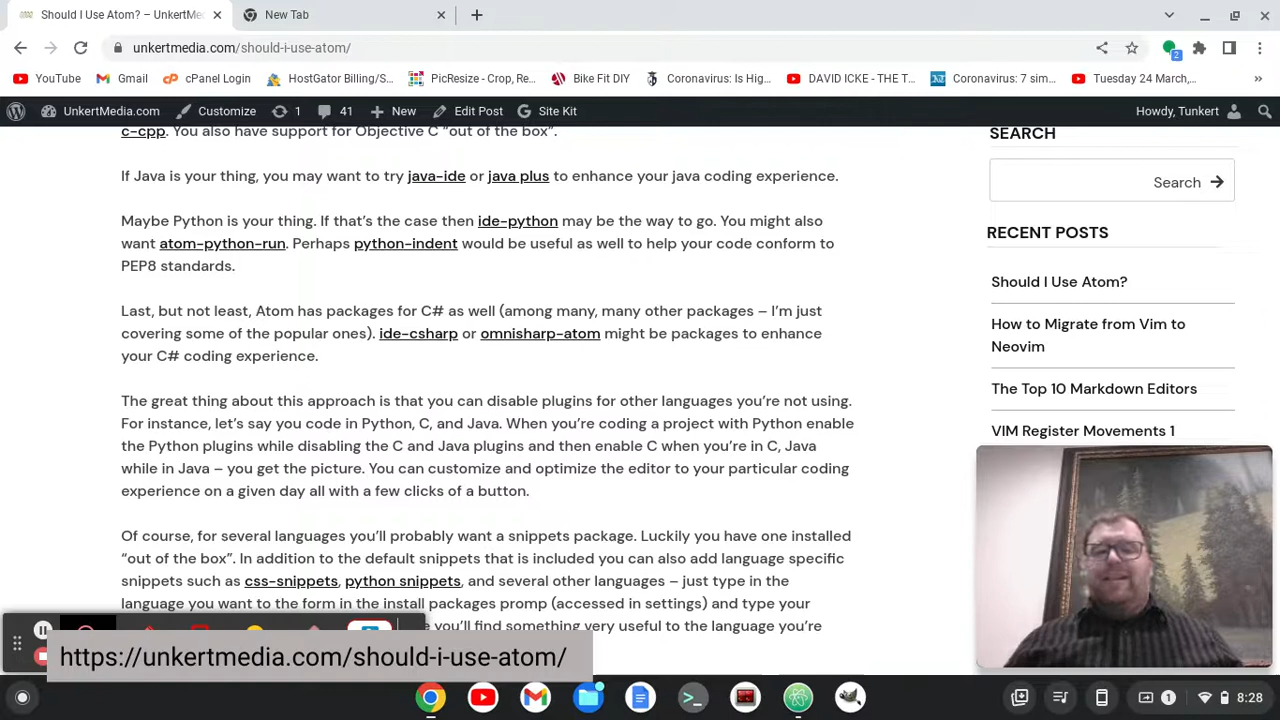 Should I Use Atom? – UnkertMe
New Tab
unkertmedia.com/should-i-use-atom/
2
YouTube
Gmail
cPanel Login
HostGator Billing/S...
PicResize - Crop, Re...
Bike Fit DIY
Coronavirus: Is Hig...
DAVID ICKE - THE T...
Coronavirus: 7 sim...
Tuesday 24 March,...
UnkertMedia.com
Customize
1
41
New
Edit Post
Site Kit
Howdy, Tunkert
c-cpp. You also have support for Objective C “out of the box”.
If Java is your thing, you may want to try java-ide or java plus to enhance your java coding experience.
Maybe Python is your thing. If that’s the case then ide-python may be the way to go. You might also
want atom-python-run. Perhaps python-indent would be useful as well to help your code conform to
PEP8 standards.
Last, but not least, Atom has packages for C# as well (among many, many other packages – I’m just
covering some of the popular ones). ide-csharp or omnisharp-atom might be packages to enhance
your C# coding experience.
The great thing about this approach is that you can disable plugins for other languages you’re not using.
For instance, let’s say you code in Python, C, and Java. When you’re coding a project with Python enable
the Python plugins while disabling the C and Java plugins and then enable C when you’re in C, Java
while in Java – you get the picture. You can customize and optimize the editor to your particular coding
experience on a given day all with a few clicks of a button.
Of course, for several languages you’ll probably want a snippets package. Luckily you have one installed
“out of the box”. In addition to the default snippets that is included you can also add language specific
snippets such as css-snippets, python snippets, and several other languages – just type in the
language you want to the form in the install packages promp (accessed in settings) and type your
you’ll find something very useful to the language you’re
SEARCH
Search
RECENT POSTS
Should I Use Atom?
How to Migrate from Vim to
Neovim
The Top 10 Markdown Editors
VIM Register Movements 1
https://unkertmedia.com/should-i-use-atom/
1
8:28